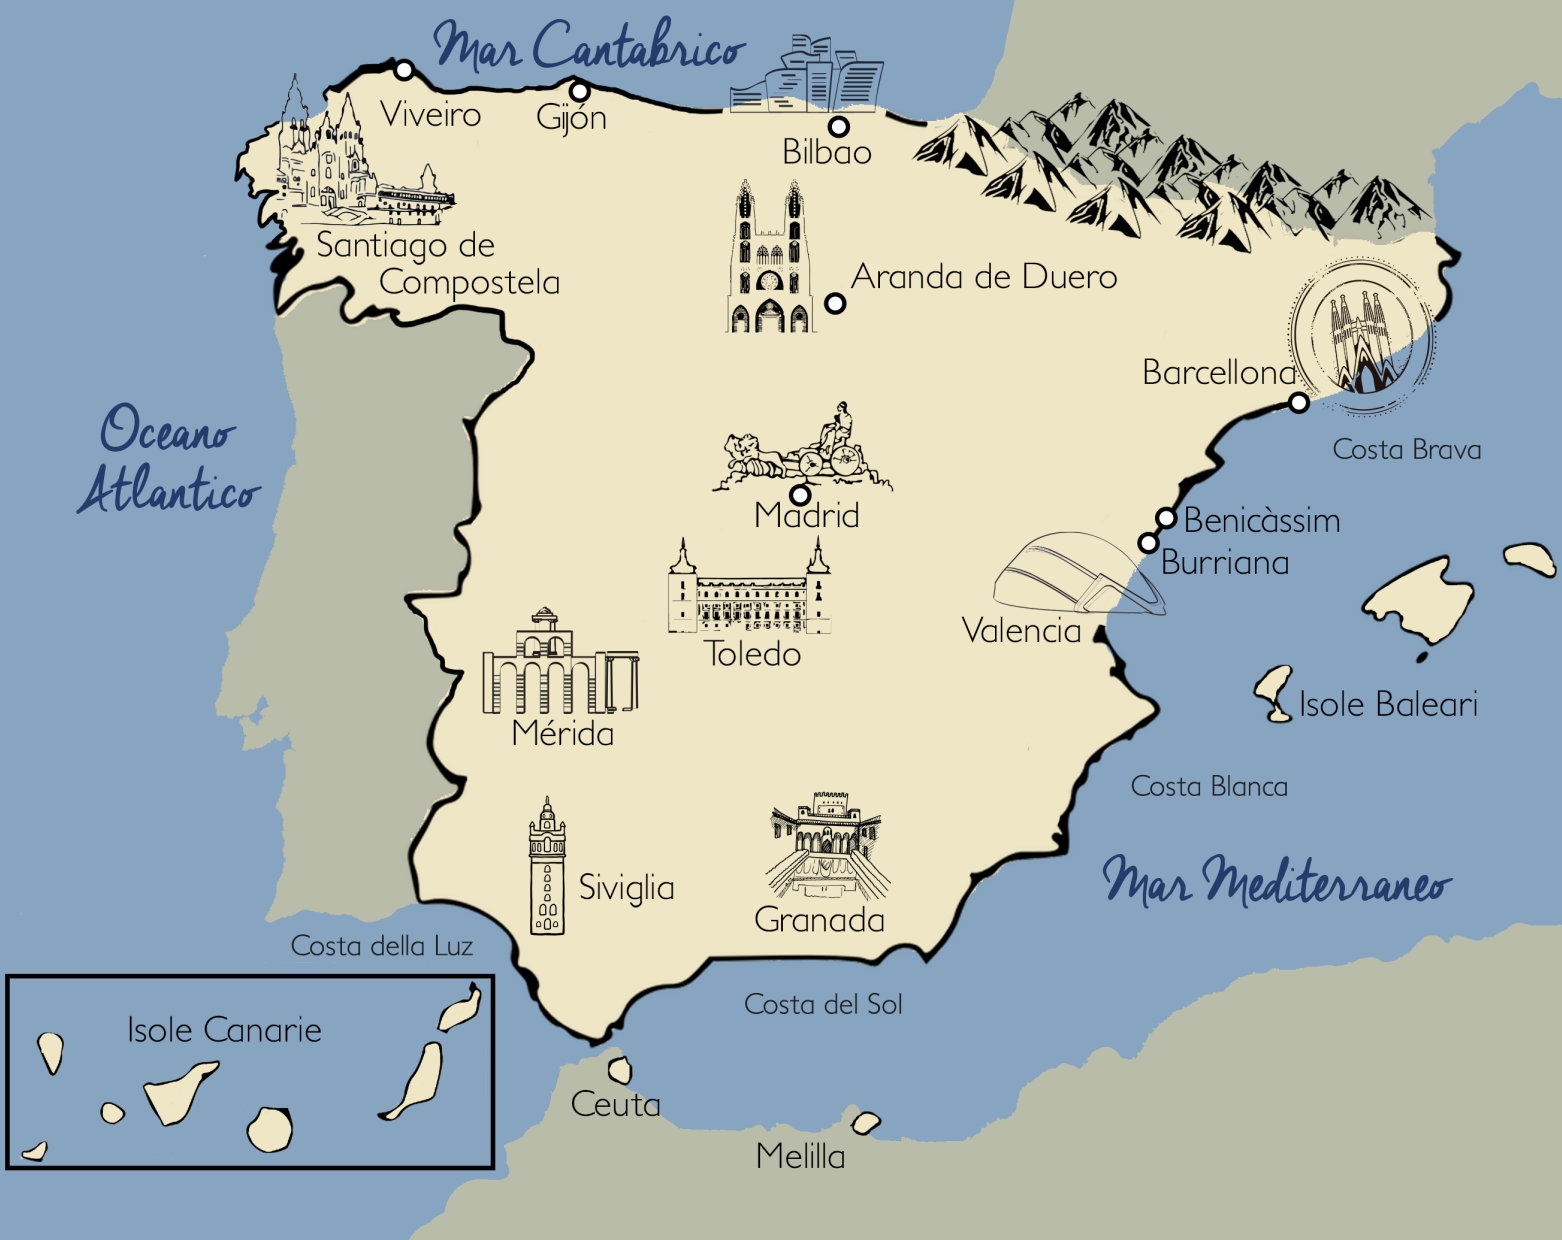 Mar Cantabrico
Viveiro
Gijón
Bilbao
Santiago de
Compostela
Aranda de Duero
Barcellona
Oceano
Atlantico
Costa Brava
Madrid
Benicàssim
Burriana
Valencia
Toledo
Isole Baleari
Mérida
Costa Blanca
Siviglia
Granada
Mar Mediterraneo
Costa della Luz
Costa del Sol
Isole Canarie
Ceuta
Melilla